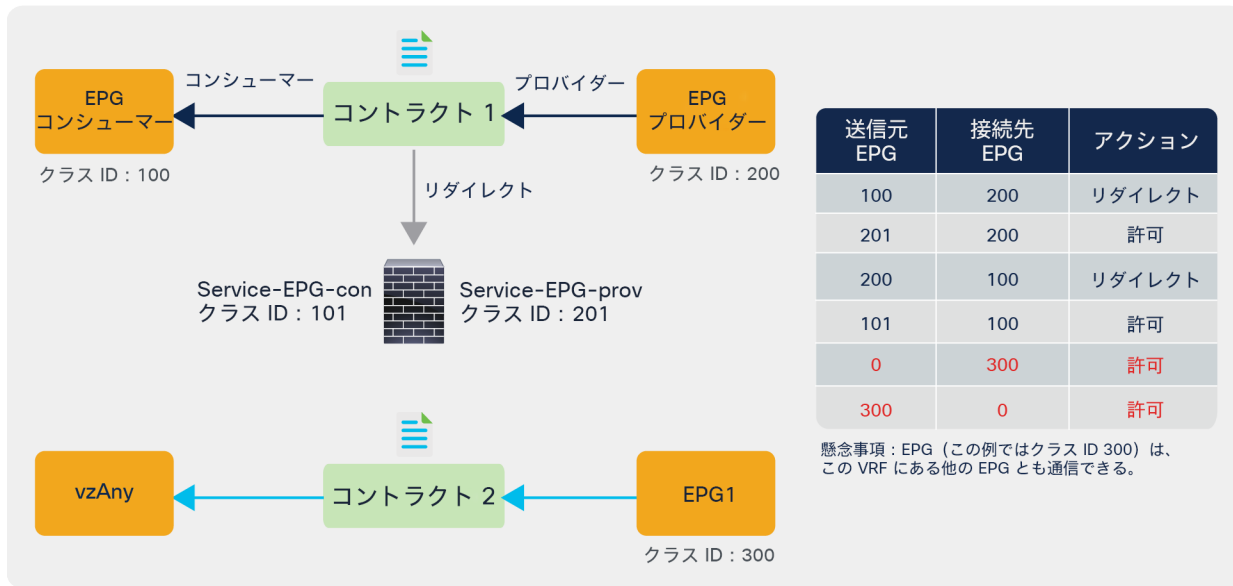 コンシューマー
プロバイダー
EPG
コンシューマー
コントラクト 1
EPG
プロバイダー
クラス ID：100
クラス ID：200
リダイレクト
Service-EPG-con
クラス ID：101
Service-EPG-prov
クラス ID：201
vzAny
コントラクト 2
EPG1
クラス ID：300
送信元
EPG
接続先
EPG
アクション
100 200 リダイレクト
201 200 許可
200 100 リダイレクト
101 100 許可
0 300 許可
300 0 許可
懸念事項：EPG（この例ではクラス ID 300）は、
この VRF にある他の EPG とも通信できる。